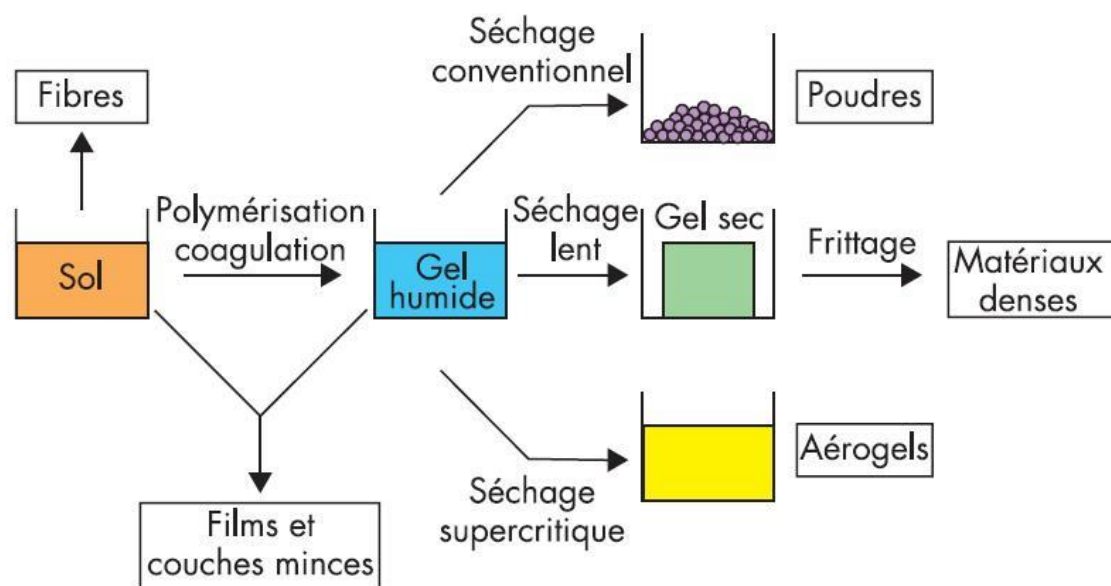 Séchage
conventionnel
Fibres
Poudres
Polymérisation
coagulation
Séchage
lent
Gel sec
Frittage
Sol
Gel
humide
Matériaux
denses
Aérogels
Séchage
supercritique
Films et
couches minces